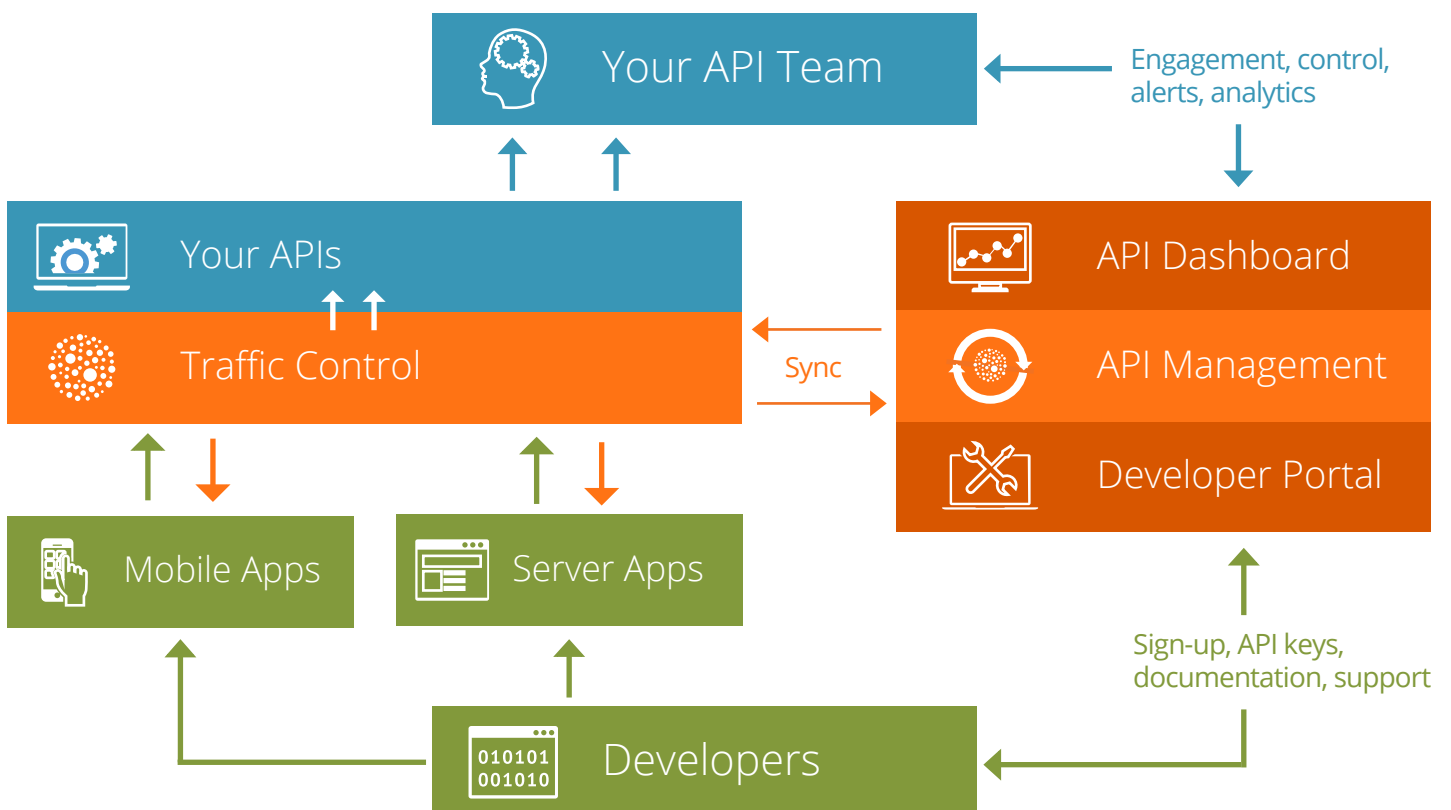 Your API Team
Engagement, control,
alerts, analytics
Your APIs
API Dashboard
Traffic Control
Sync
API Management
Developer Portal
Mobile Apps
Server Apps
Sign-up, API keys,
documentation, support
010101
001010
Developers